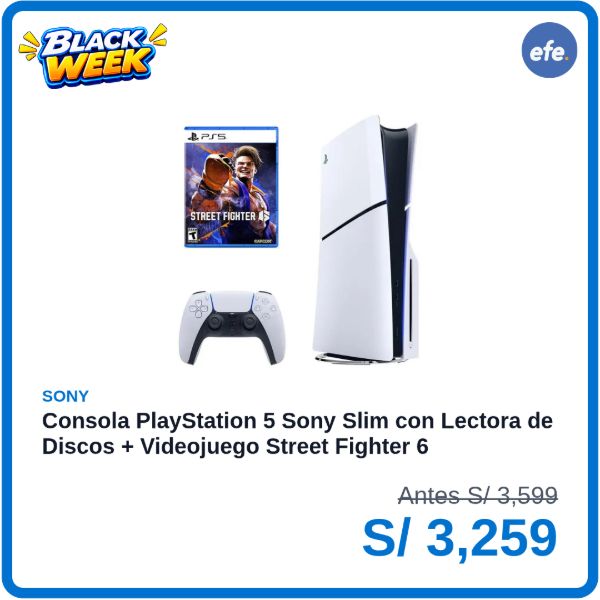 BLACK
WEEK
efe.
PS5
STREET FIGHTER 6
CAPCOM
SONY
Consola PlayStation 5 Sony Slim con Lectora de
Discos + Videojuego Street Fighter 6
Antes S/ 3,599
S/ 3,259